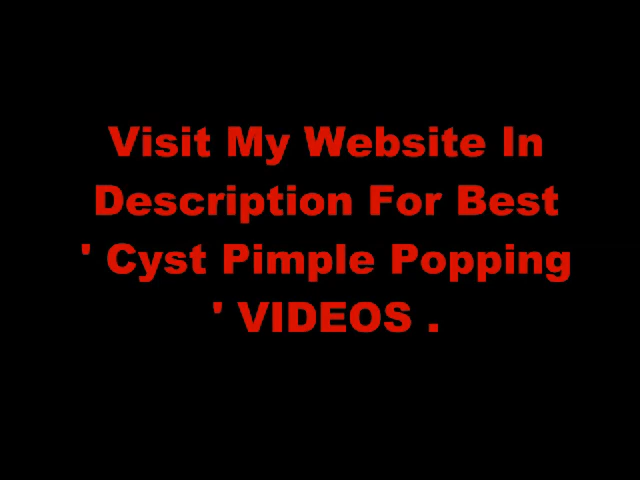 Visit My Website In
Description For Best
' Cyst Pimple Popping
' VIDEOS .